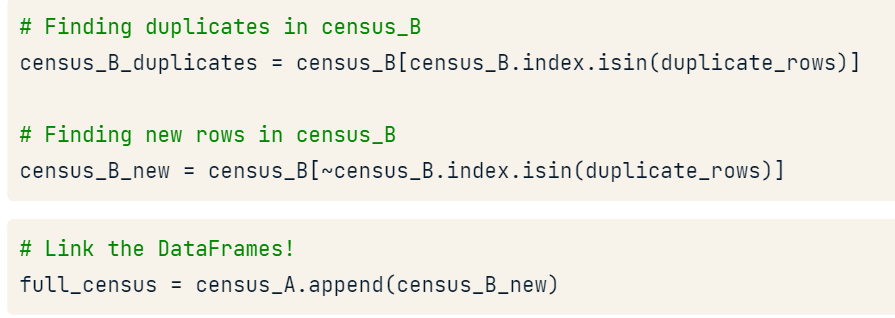 # Finding duplicates in census_B
census_B_duplicates = census_B[census_B.index.isin(duplicate_rows)]
# Finding new rows in census_B
census_B_new = census_B[~census_B.index.isin(duplicate_rows)]
# Link the DataFrames!
full_census = census_A.append(census_B_new)